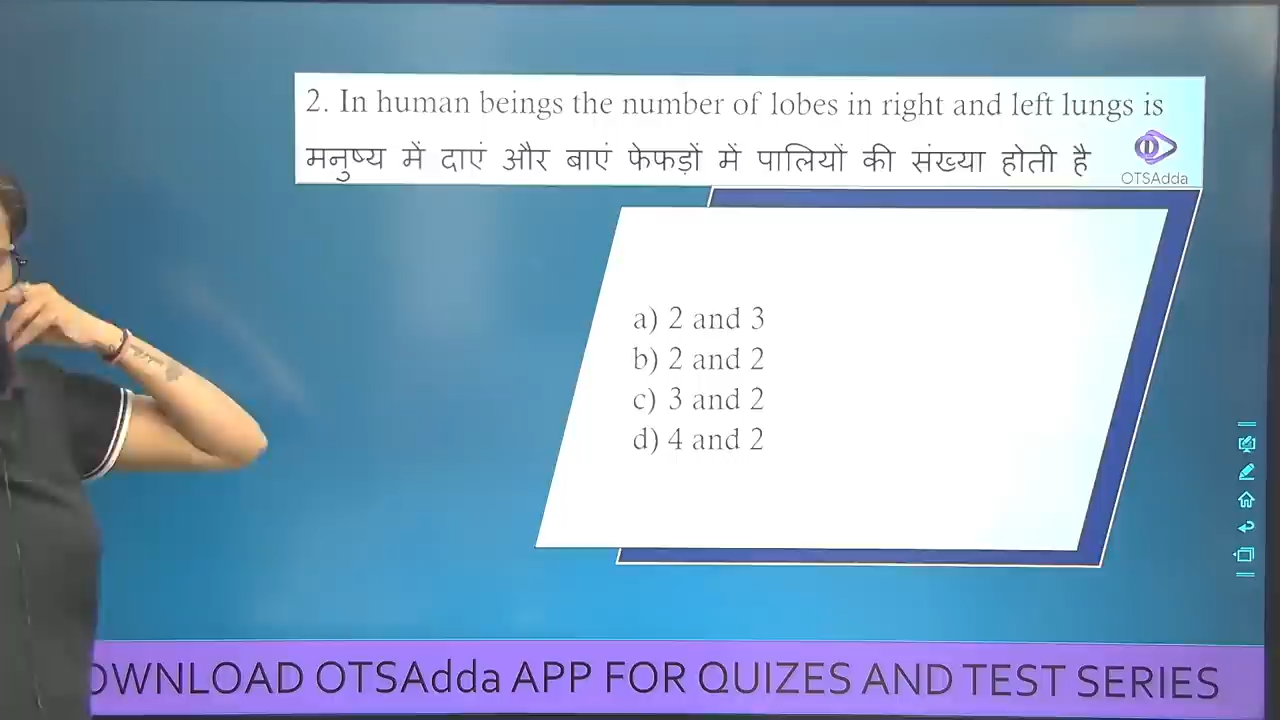 2. In human beings the number of lobes in right and left lungs is
मनुष्य में दाएं और बाएं फेफड़ों में पालियों की संख्या होती है
OTSAdda
a) 2 and 3
b) 2 and 2
c) 3 and 2
d) 4 and 2
OWNLOAD OTSAdda APP FOR QUIZES AND TEST SERIES